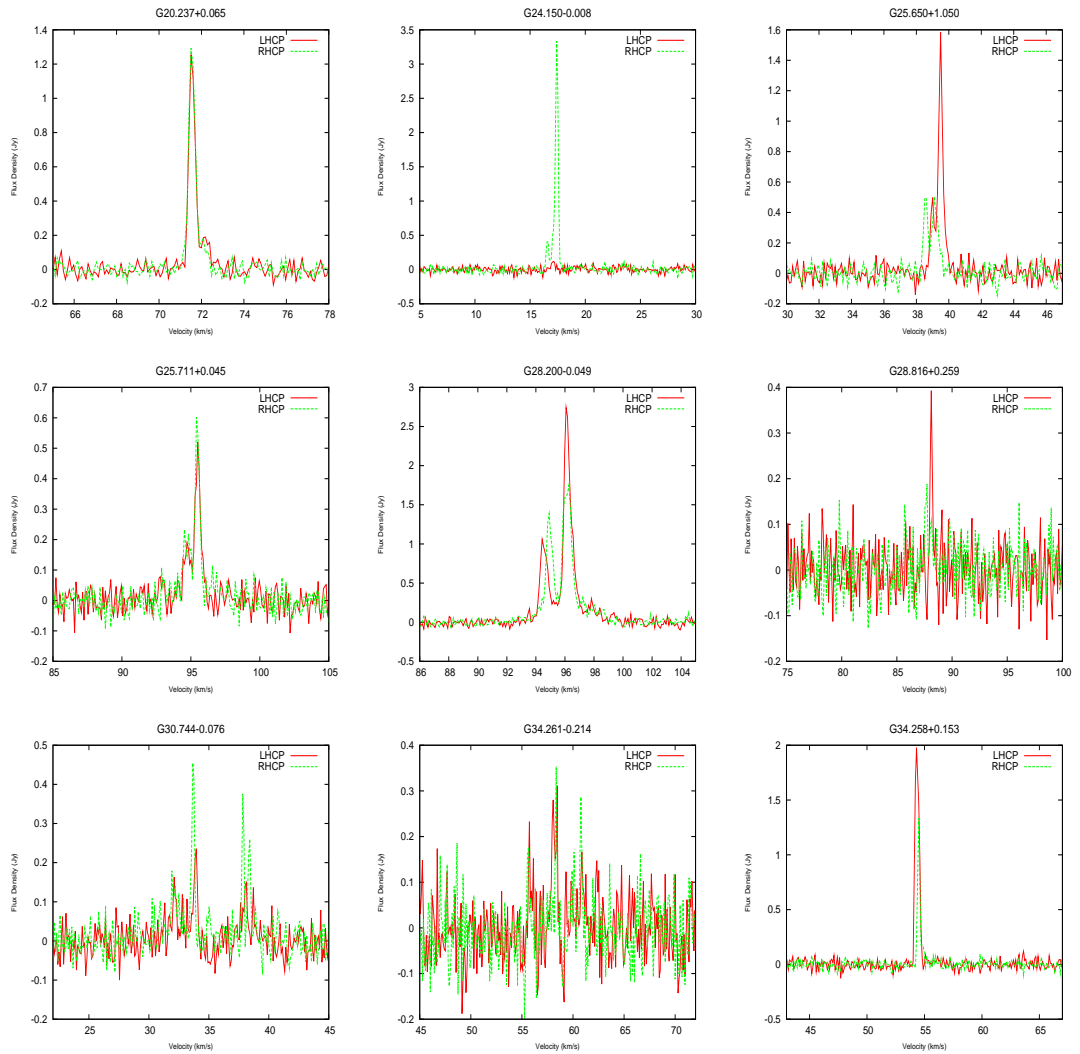 G20.237+0.065
LHCP
RHCP
Flux Density (Jy)
1.4
1.2
1
0.8
0.6
0.4
0.2
0
-0.2
66 68 70 72 74 76 78
Velocity (km/s)
G24.150-0.008
LHCP
RHCP
Flux Density (Jy)
3.5
3
2.5
2
1.5
1
0.5
0
-0.5
5 10 15 20 25 30
Velocity (km/s)
G25.650+1.050
LHCP
RHCP
Flux Density (Jy)
1.6
1.4
1.2
1
0.8
0.6
0.4
0.2
0
-0.2
30 32 34 36 38 40 42 44 46
Velocity (km/s)
G25.711+0.045
LHCP
RHCP
Flux Density (Jy)
0.7
0.6
0.5
0.4
0.3
0.2
0.1
0
-0.1
-0.2
85 90 95 100 105
Velocity (km/s)
G28.200-0.049
LHCP
RHCP
Flux Density (Jy)
3
2.5
2
1.5
1
0.5
0
-0.5
86 88 90 92 94 96 98 100 102 104
Velocity (km/s)
G28.816+0.259
LHCP
RHCP
Flux Density (Jy)
0.4
0.3
0.2
0.1
0
-0.1
-0.2
75 80 85 90 95 100
Velocity (km/s)
G30.744-0.076
LHCP
RHCP
Flux Density (Jy)
0.5
0.4
0.3
0.2
0.1
0
-0.1
-0.2
25 30 35 40 45
Velocity (km/s)
G34.261-0.214
LHCP
RHCP
Flux Density (Jy)
0.4
0.3
0.2
0.1
0
-0.1
-0.2
45 50 55 60 65 70
Velocity (km/s)
G34.258+0.153
LHCP
RHCP
Flux Density (Jy)
2
1.5
1
0.5
0
-0.5
45 50 55 60 65
Velocity (km/s)